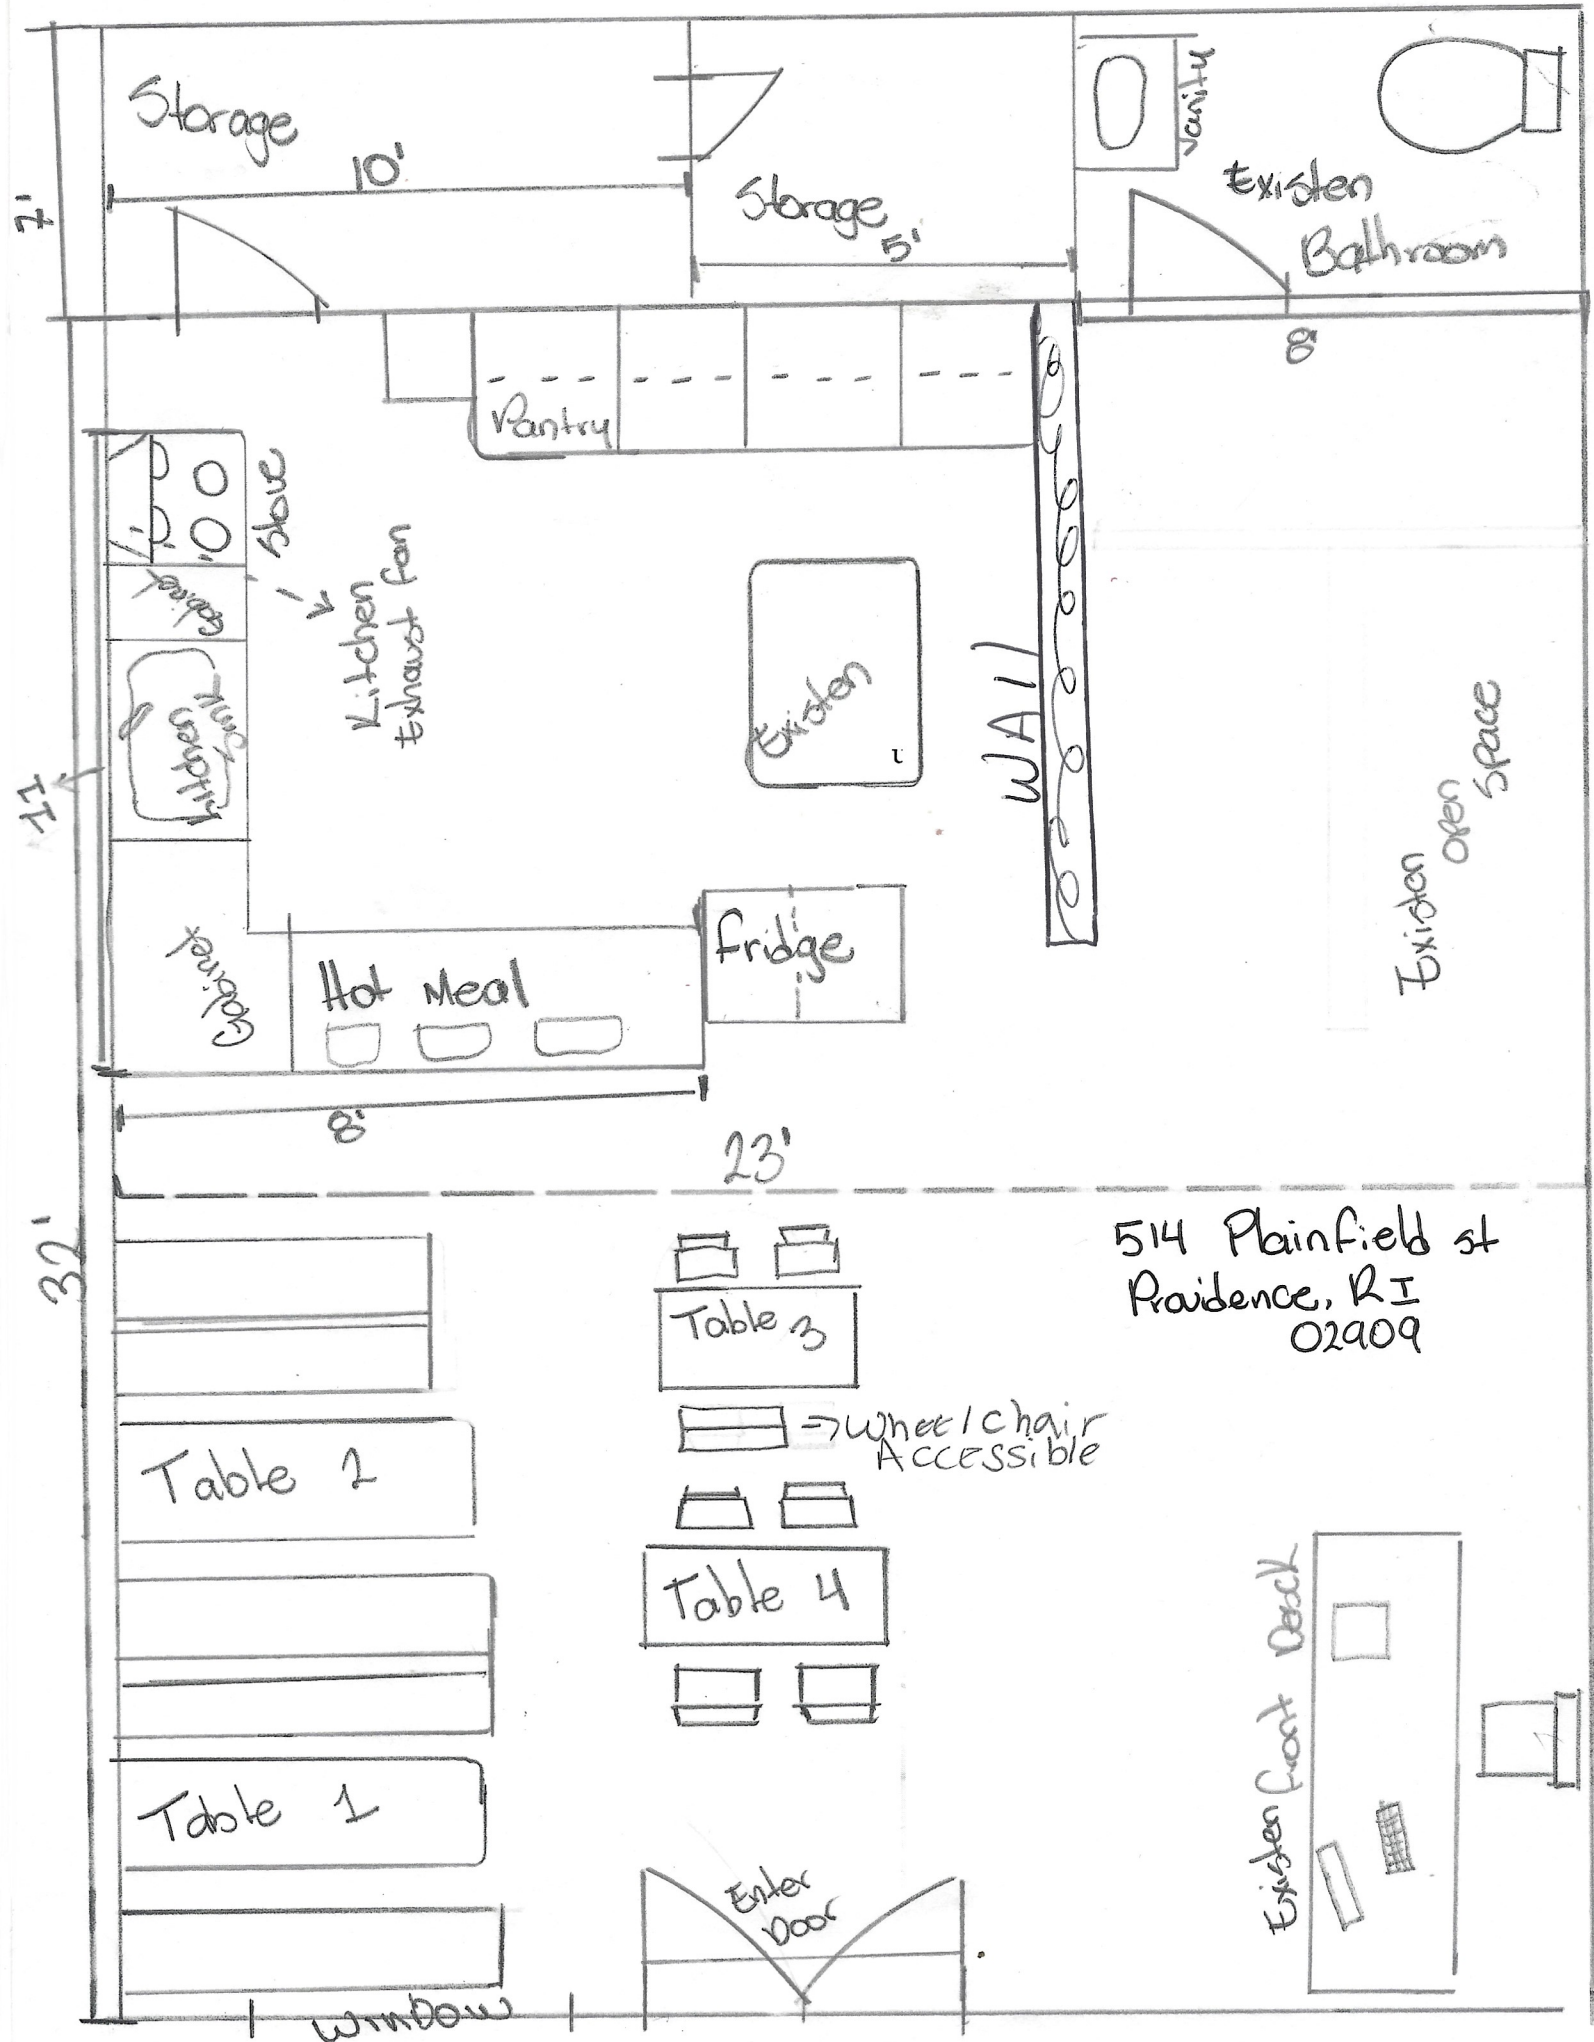 Storage
10'
7'
Storage
5'
Vanity
Existen
Bathroom
8'
Pantry
Stove
Cabinet
Kitchen
Exhaust fan
Kitchen
Sink
Existen
WAll
11
Existen
open
space
Cabinet
Hot Meal
fridge
8'
23'
32'
514 Plainfield st
Providence, RI
02909
Table 3
Wheelchair
Accessible
Table 2
Table 4
Existen front Desck
Table 1
Enter
Door
Window